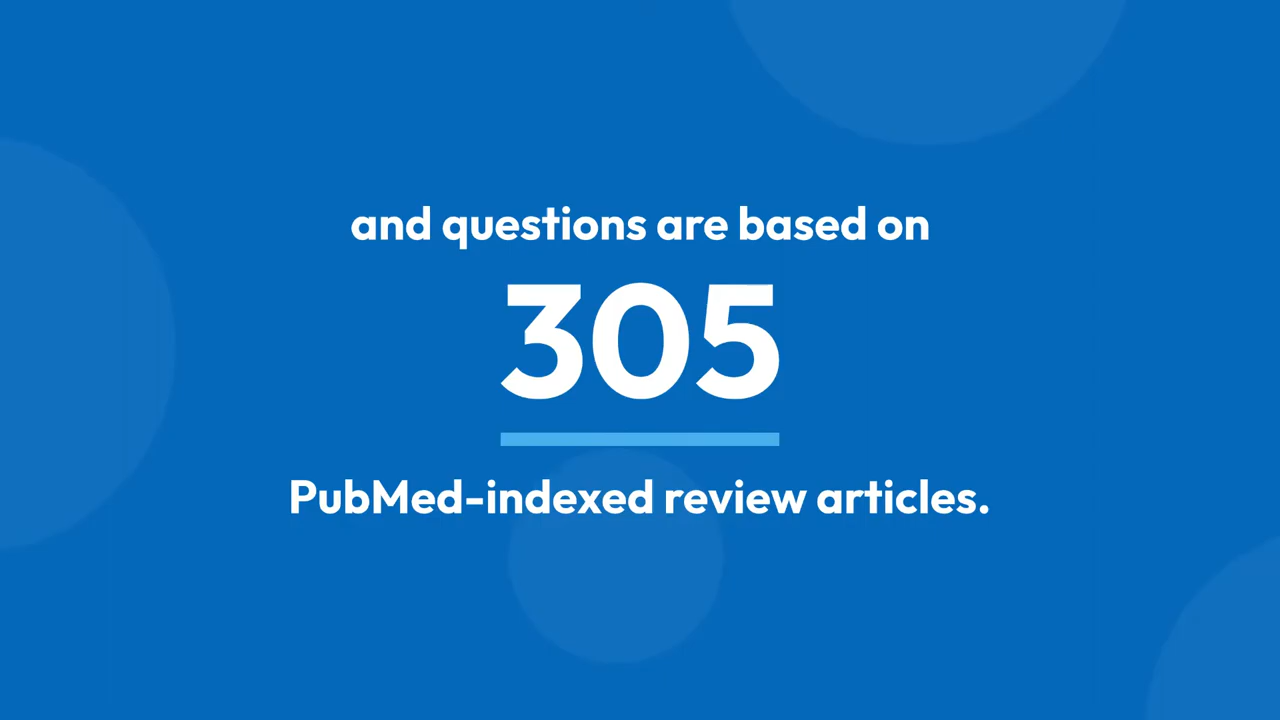 and questions are based on
305
PubMed-indexed review articles.